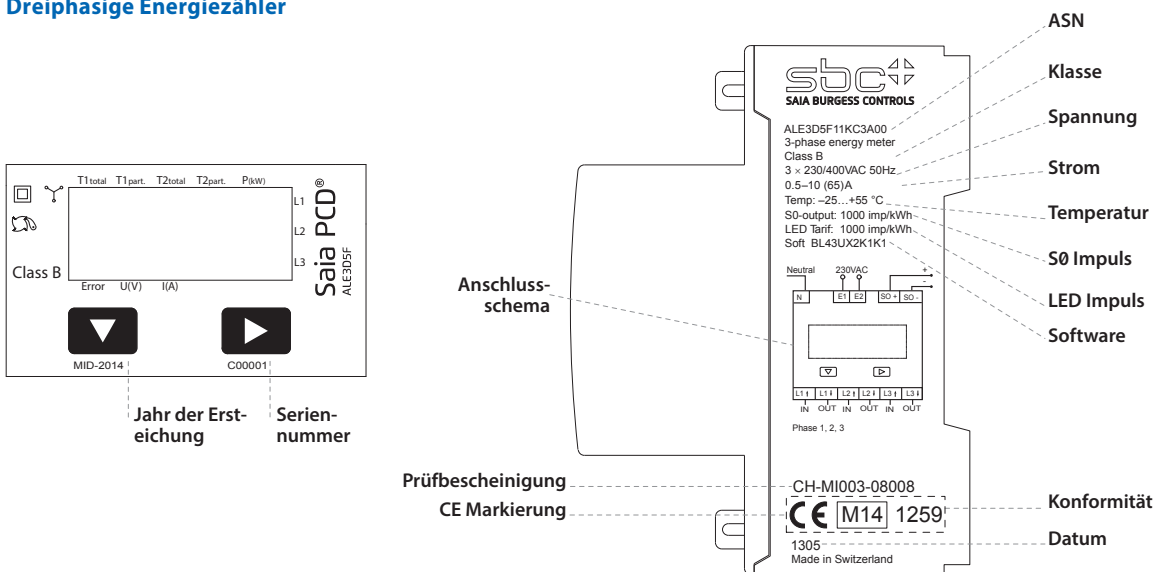 Dreiphasige Energiezähler
T1total T1part. T2total T2part. P(kW)
L1
L2
L3
Class B
Error U(V) I(A)
Saia PCD®
ALE3D5F
MID-2014
C00001
Jahr der Erst-
eichung
Serien-
nummer
sbc
SAIA BURGESS CONTROLS
ALE3D5F11KC3A00
3-phase energy meter
Class B
3 × 230/400VAC 50Hz
0.5–10 (65)A
Temp: –25…+55 °C
S0-output: 1000 imp/kWh
LED Tarif: 1000 imp/kWh
Soft BL43UX2K1K1
Neutral 230VAC + -
N E1 E2 SO + SO -
L1 L1 L2 L2 L3 L3
IN OUT IN OUT IN OUT
Phase 1, 2, 3
CH-MI003-08008
CE M14 1259
1305
Made in Switzerland
Anschluss-
schema
Prüfbescheinigung
CE Markierung
ASN
Klasse
Spannung
Strom
Temperatur
S0 Impuls
LED Impuls
Software
Konformität
Datum